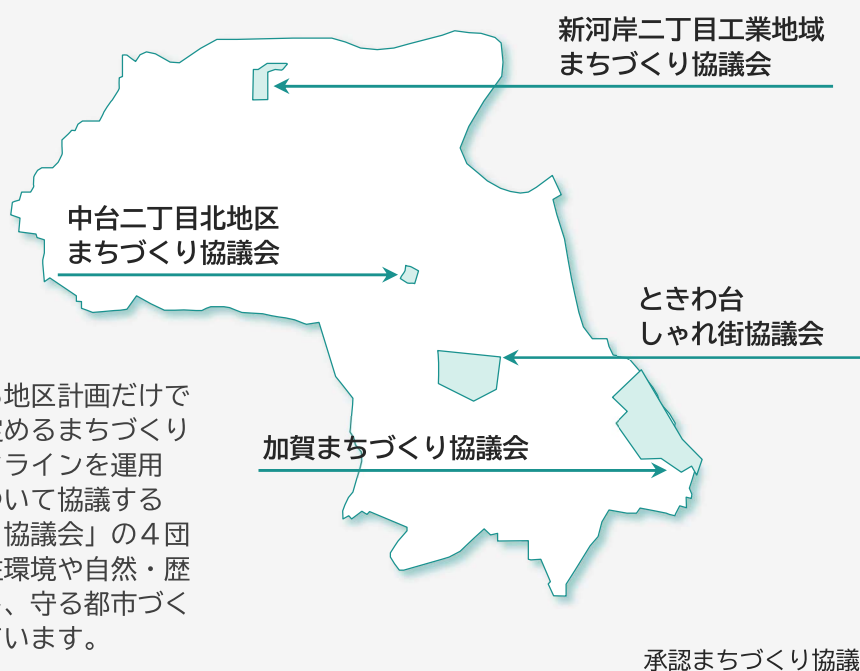 新河岸二丁目工業地域
まちづくり協議会
中台二丁目北地区
まちづくり協議会
ときわ台
しゃれ街協議会
加賀まちづくり協議会
地区計画だけで
めるまちづくり
ラインを運用
いて協議する
協議会」の４団
環境や自然・歴
、守る都市づく
います。
承認まちづくり協議